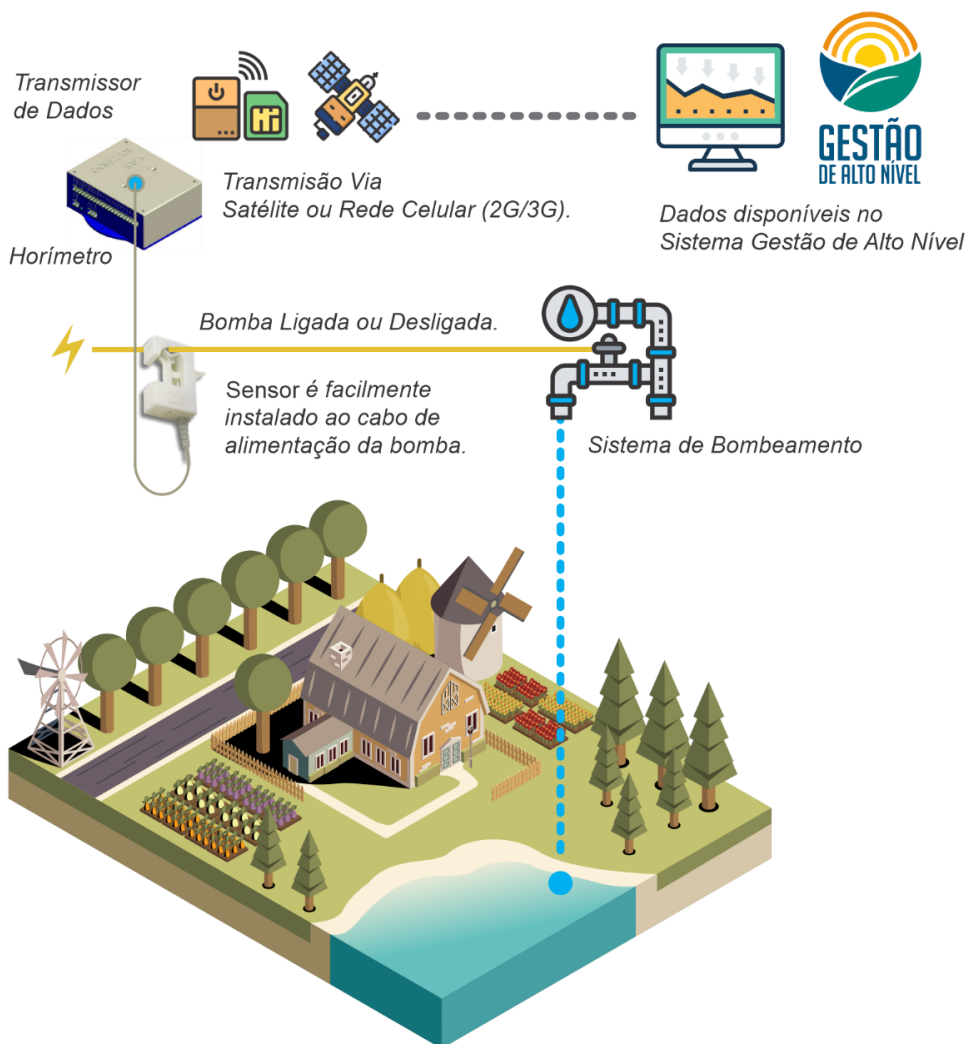 Transmissor
de Dados
GESTÃO
DE ALTO NÍVEL
Transmisão Via
Satélite ou Rede Celular (2G/3G).
Dados disponíveis no
Sistema Gestão de Alto Nível
Horímetro
Bomba Ligada ou Desligada.
Sensor é facilmente
instalado ao cabo de
alimentação da bomba.
Sistema de Bombeamento